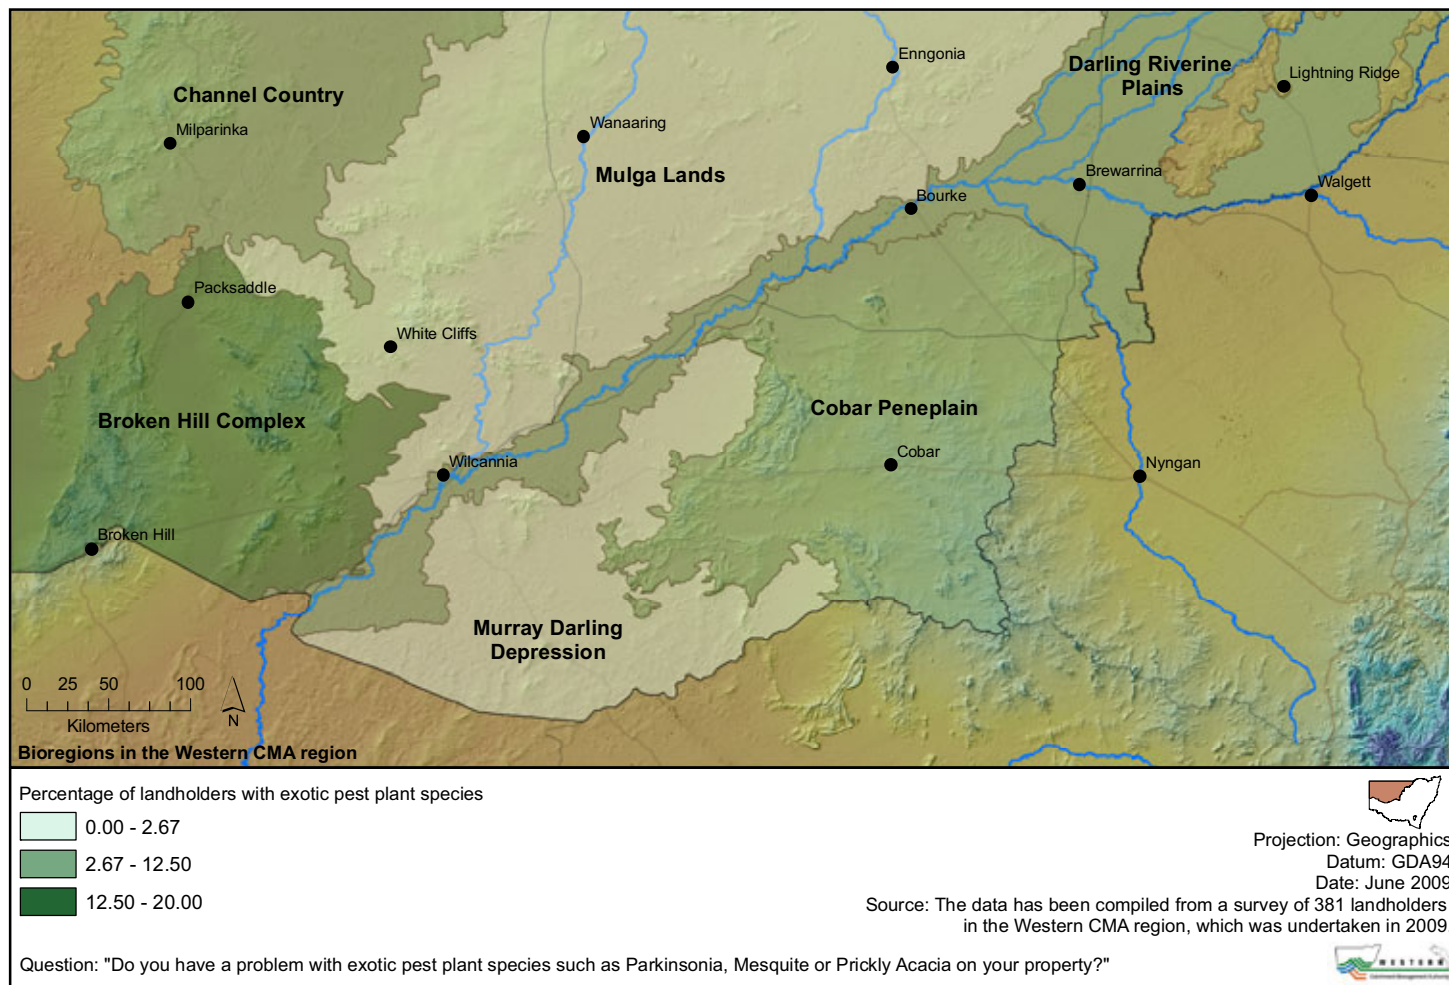 Enngonia
Darling Riverine
Plains
Lightning Ridge
Channel Country
Milparinka
Wanaaring
Mulga Lands
Brewarrina
Walgett
Bourke
Packsaddle
White Cliffs
Broken Hill Complex
Cobar Peneplain
Cobar
Wilcannia
Nyngan
Broken Hill
Murray Darling
Depression
0 25 50 100
Kilometers
N
Bioregions in the Western CMA region
Percentage of landholders with exotic pest plant species
0.00 - 2.67
2.67 - 12.50
12.50 - 20.00
Projection: Geographics
Datum: GDA94
Date: June 2009
Source: The data has been compiled from a survey of 381 landholders
in the Western CMA region, which was undertaken in 2009.
Question: "Do you have a problem with exotic pest plant species such as Parkinsonia, Mesquite or Prickly Acacia on your property?"
WESTERN